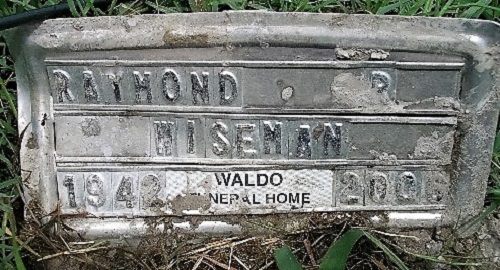 RAYMOND R
WISEMAN
1942 WALDO 2006
NERAL HOME